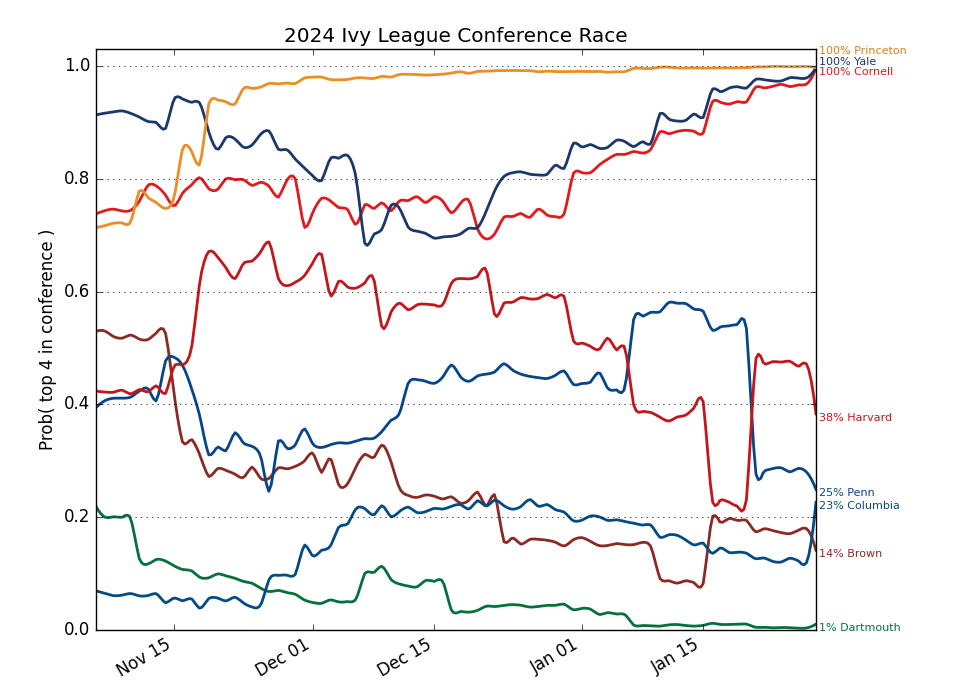 2024 Ivy League Conference Race
Prob( top 4 in conference )
1.0
0.8
0.6
0.4
0.2
0.0
Nov 15
Dec 01
Dec 15
Jan 01
Jan 15
100% Princeton
100% Yale
100% Cornell
38% Harvard
25% Penn
23% Columbia
14% Brown
1% Dartmouth